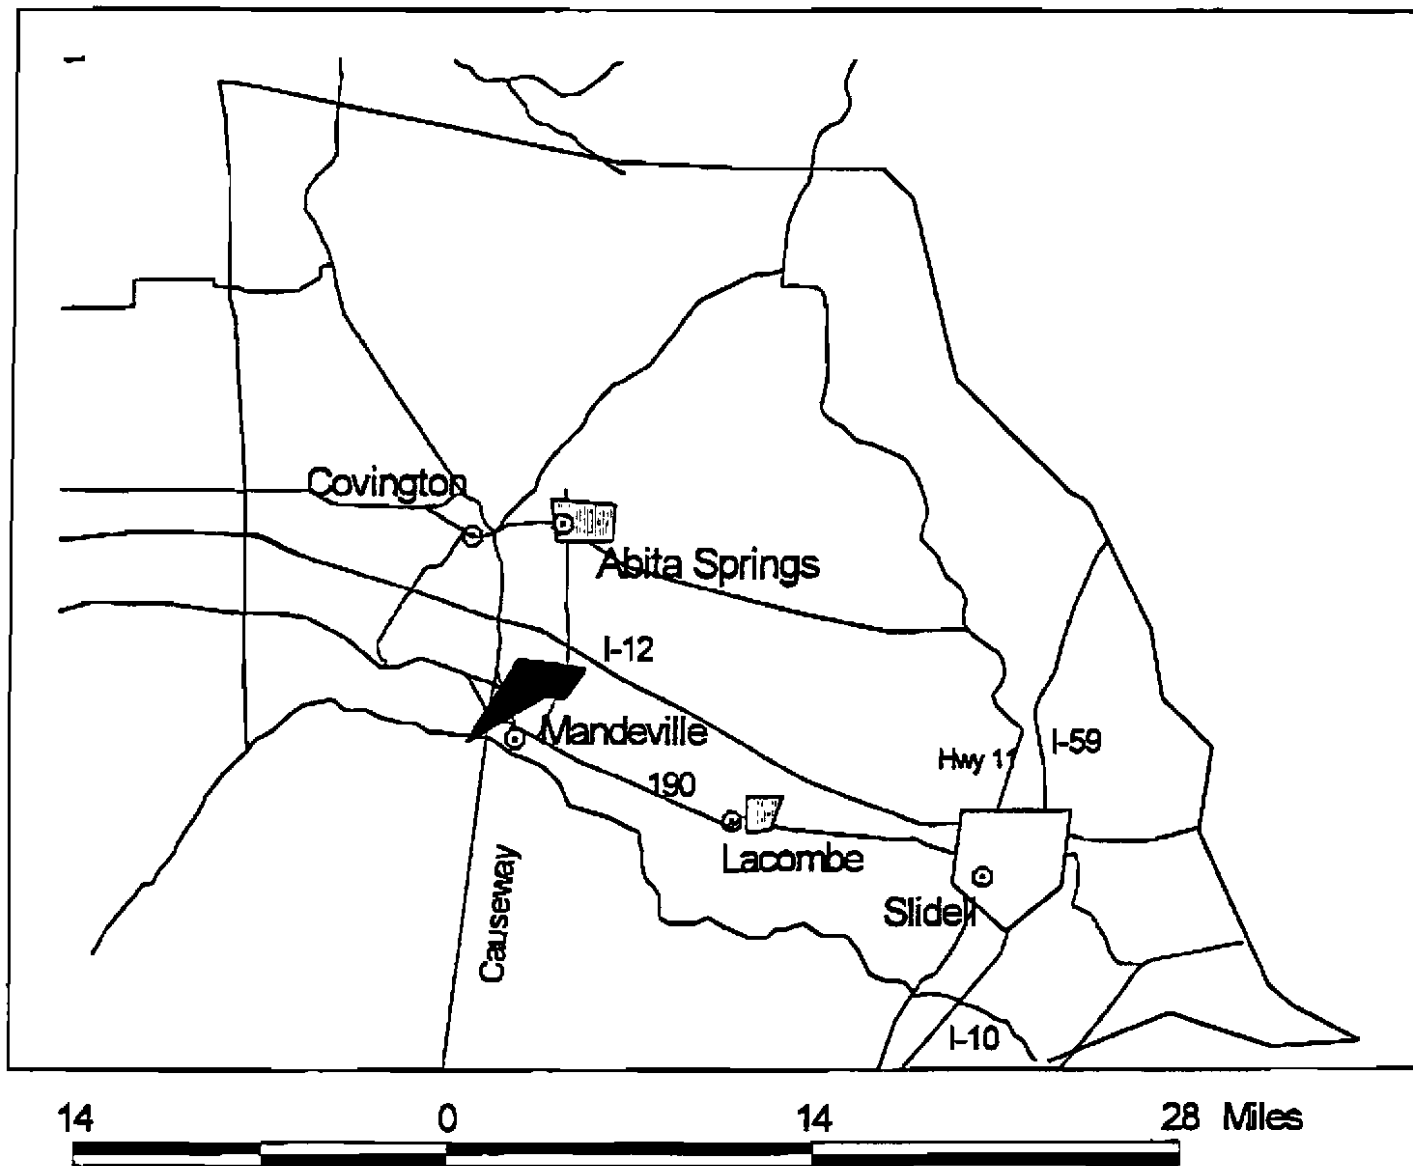 Covington
Abita Springs
I-12
Mandeville
Hwy 11
I-59
190
Lacombe
Causeway
Slidell
I-10
14 0 14 28 Miles